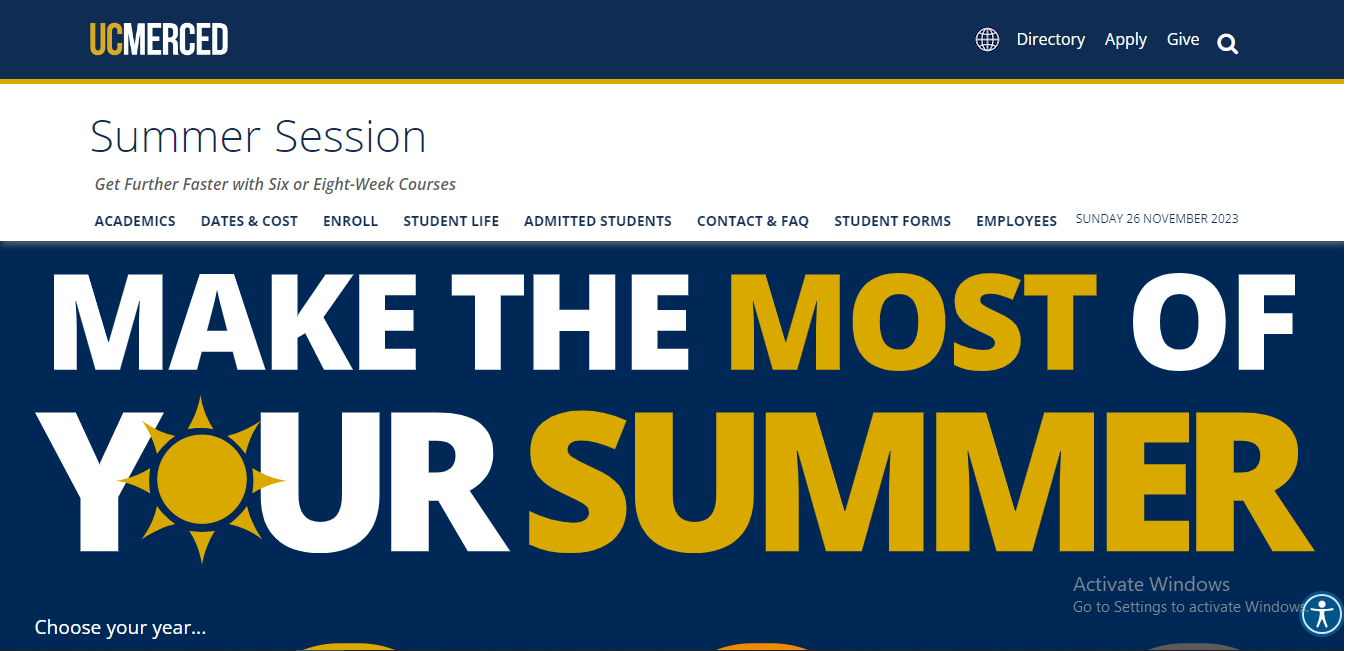 UCMERCED
Directory Apply Give
Summer Session
Get Further Faster with Six or Eight-Week Courses
ACADEMICS DATES & COST ENROLL STUDENT LIFE ADMITTED STUDENTS CONTACT & FAQ STUDENT FORMS EMPLOYEES SUNDAY 26 NOVEMBER 2023
MAKE THE MOST OF
YOUR SUMMER
Activate Windows
Go to Settings to activate Windows.
Choose your year...